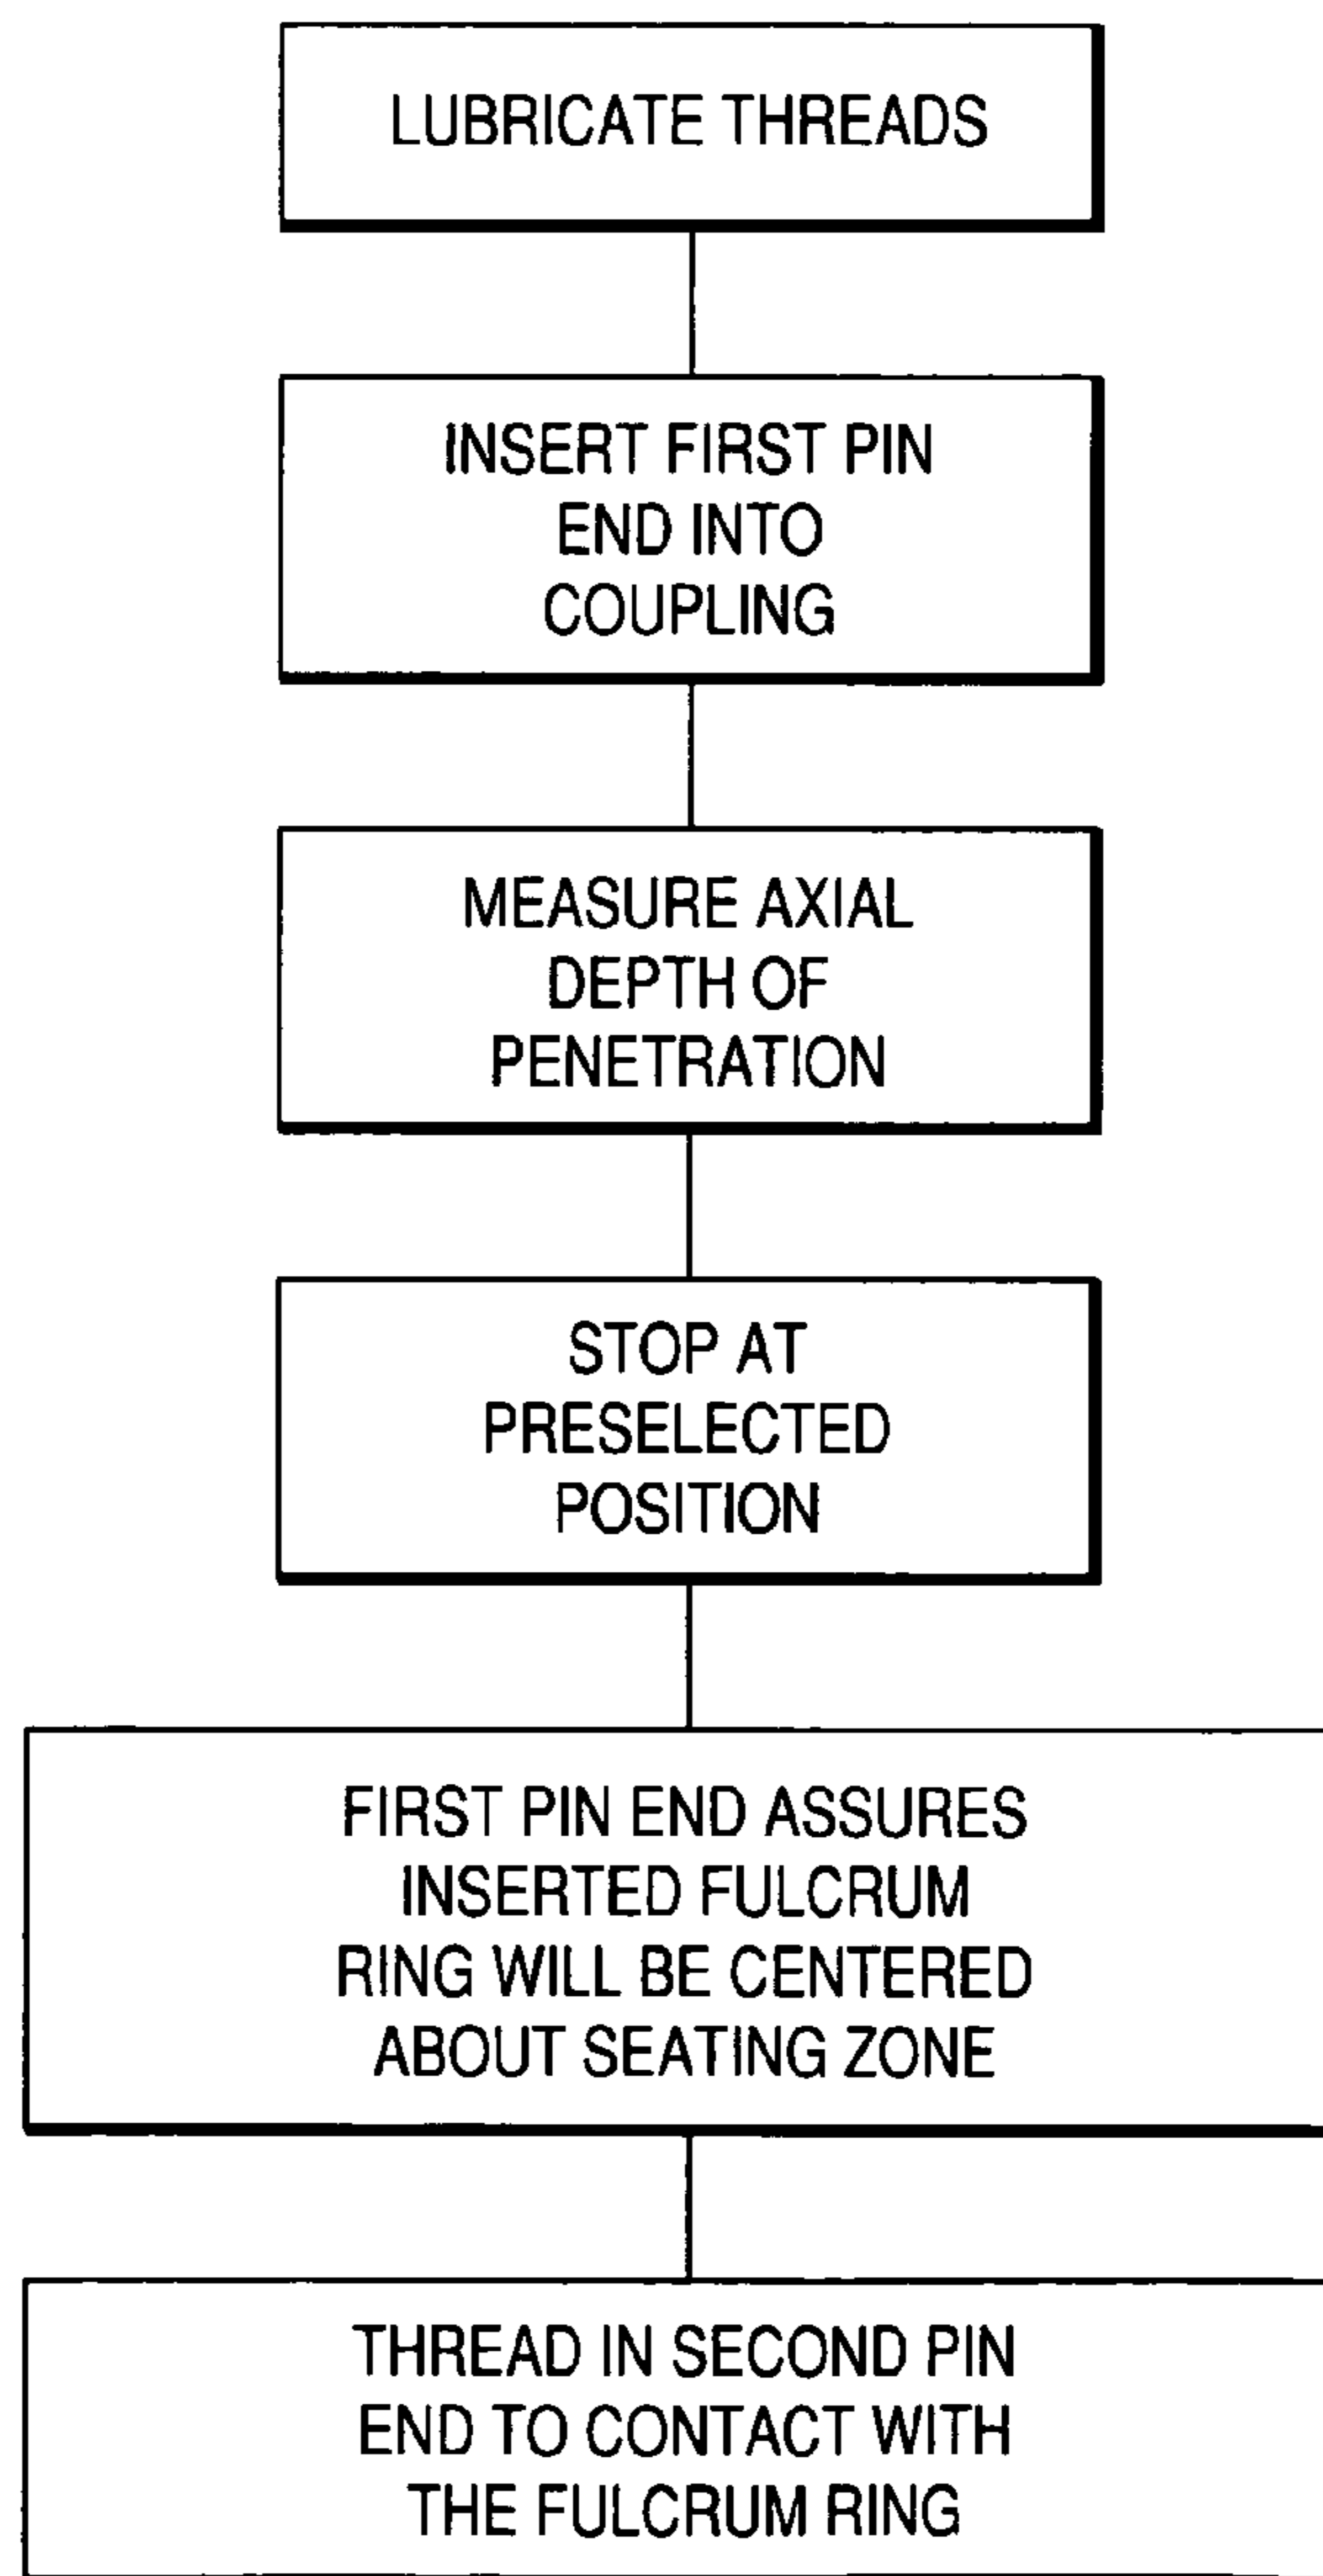 LUBRICATE THREADS
INSERT FIRST PIN
END INTO
COUPLING
MEASURE AXIAL
DEPTH OF
PENETRATION
STOP AT
PRESELECTED
POSITION
FIRST PIN END ASSURES
INSERTED FULCRUM
RING WILL BE CENTERED
ABOUT SEATING ZONE
THREAD IN SECOND PIN
END TO CONTACT WITH
THE FULCRUM RING